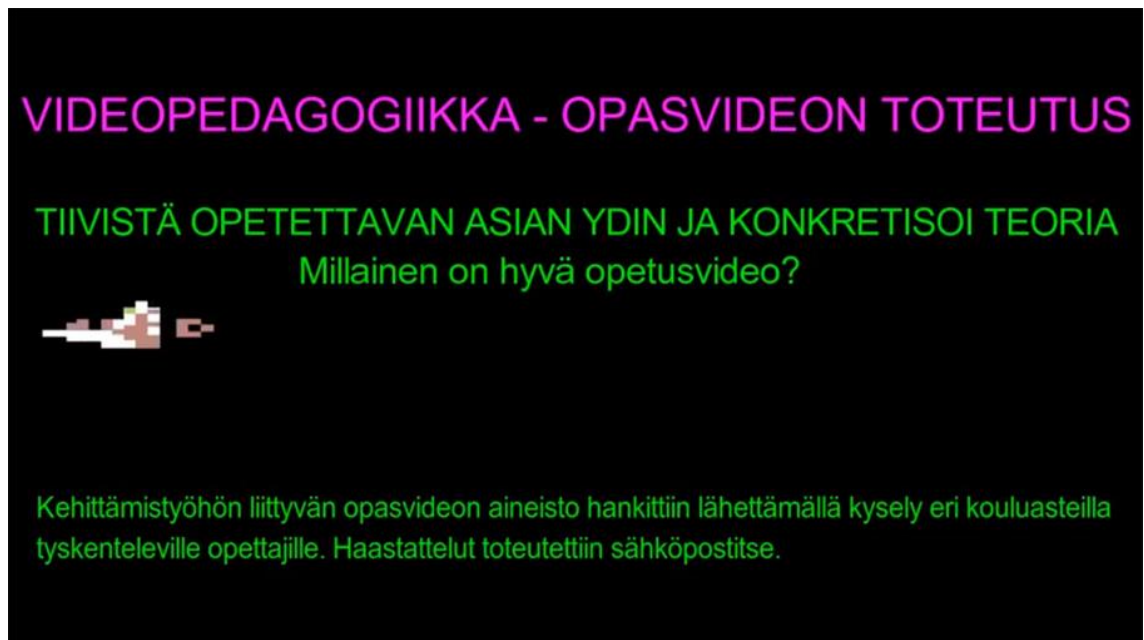 VIDEOPEDAGOGIIKKA - OPASVIDEON TOTEUTUS
TIIVISTÄ OPETETTAVAN ASIAN YDIN JA KONKRETISOI TEORIA
Millainen on hyvä opetusvideo?
Kehittämistyöhön liittyvän opasvideon aineisto hankittiin lähettämällä kysely eri kouluasteilla
tyskenteleville opettajille. Haastattelut toteutettiin sähköpostitse.